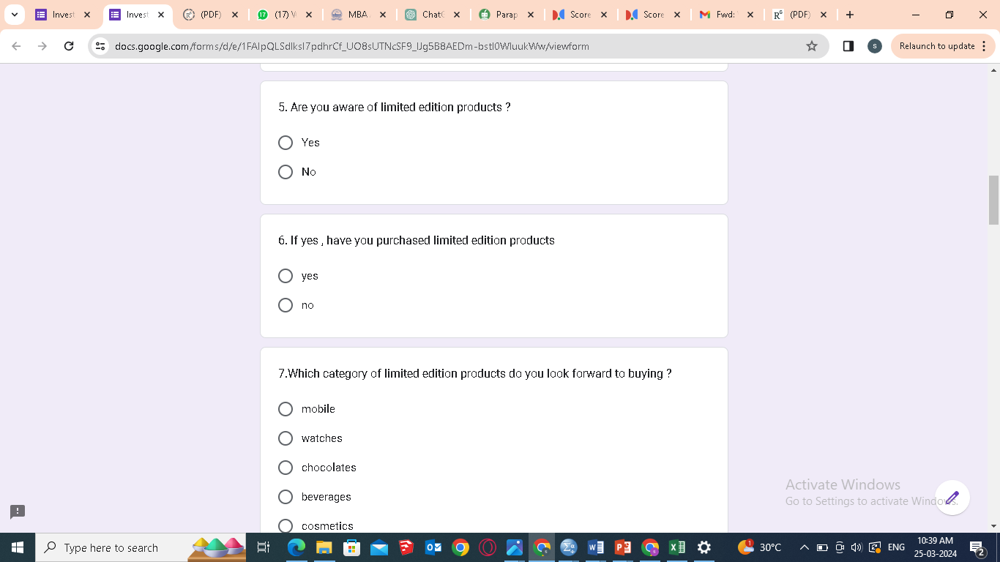 Invest
Invest
(PDF)
(17)
MBA
Chat
Parap
Score
Score
Fwd:
(PDF)
docs.google.com/forms/d/e/
Relaunch to update
5. Are you aware of limited edition products ?
Yes
No
6. If yes , have you purchased limited edition products
yes
no
7.Which category of limited edition products do you look forward to buying ?
mobile
watches
chocolates
beverages
cosmetics
Activate Windows
Go to Settings to activate Windows.
Type here to search
30°C
ENG
10:39 AM
25-03-2024
2